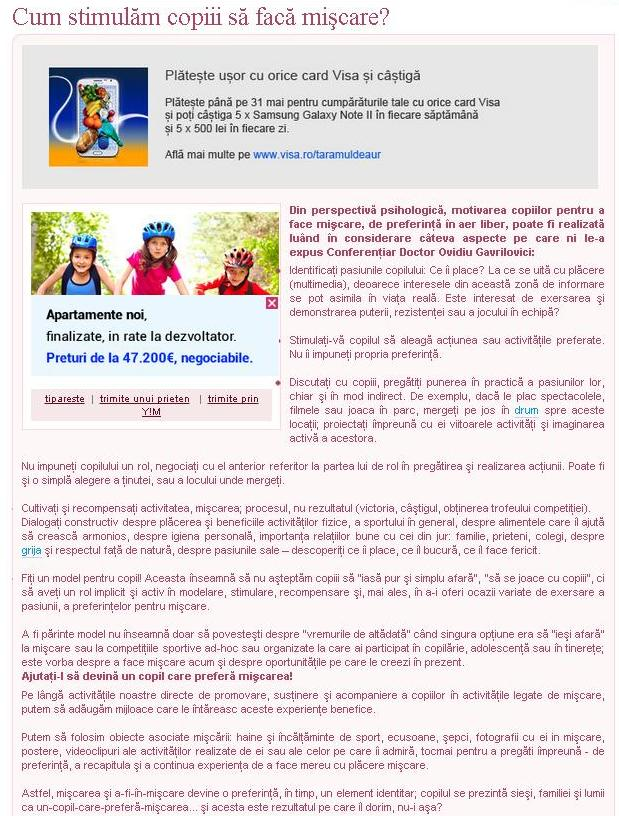 Cum stimulăm copiii să facă mişcare?
Plătește ușor cu orice card Visa și câștigă
Plătește până pe 31 mai pentru cumpărăturile tale cu orice card Visa
și poți câștiga 5 x Samsung Galaxy Note II în fiecare săptămână
și 5 x 500 lei în fiecare zi.
Află mai multe pe www.visa.ro/taramuldeaur
Apartamente noi,
finalizate, in rate la dezvoltator.
Preturi de la 47.200€, negociabile.
tipareste | trimite unui prieten | trimite prin
Y!M
Din perspectivă psihologică, motivarea copiilor pentru a
face mişcare, de preferinţă în aer liber, poate fi realizată
luând în considerare câteva aspecte pe care ni le-a
expus Conferenţiar Doctor Ovidiu Gavrilovici:
Identificaţi pasiunile copilului: Ce îi place? La ce se uită cu plăcere
(multimedia), deoarece interesele din această zonă de informare
se pot asimila în viaţa reală. Este interesat de exersarea şi
demonstrarea puterii, rezistenţei sau a jocului în echipă?
Stimulaţi-vă copilul să aleagă acţiunea sau activităţile preferate.
Nu îi impuneţi propria preferinţă.
Discutaţi cu copiii, pregătiţi punerea în practică a pasiunilor lor,
chiar şi în mod indirect. De exemplu, dacă le plac spectacolele,
filmele sau joaca în parc, mergeţi pe jos în drum spre aceste
locaţii; proiectaţi împreună cu ei viitoarele activităţi şi imaginarea
activă a acestora.
Nu impuneţi copilului un rol, negociaţi cu el anterior referitor la partea lui de rol în pregătirea şi realizarea acţiunii. Poate fi
şi o simplă alegere a ţinutei, sau a locului unde mergeţi.
Cultivaţi şi recompensaţi activitatea, mişcarea; procesul, nu rezultatul (victoria, câştigul, obţinerea trofeului competiţiei).
Dialogaţi constructiv despre plăcerea şi beneficiile activităţilor fizice, a sportului în general, despre alimentele care îl ajută
să crească armonios, despre igiena personală, importanţa relaţiilor bune cu cei din jur: familie, prieteni, colegi, despre
grija şi respectul faţă de natură, despre pasiunile sale – descoperiţi ce îi place, ce îl bucură, ce îl face fericit.
Fiţi un model pentru copil! Aceasta înseamnă să nu aşteptăm copiii să "iasă pur şi simplu afară", "să se joace cu copiii", ci
să aveţi un rol implicit şi activ în modelare, stimulare, recompensare şi, mai ales, în a-i oferi ocazii variate de exersare a
pasiunii, a preferinţelor pentru mişcare.
A fi părinte model nu înseamnă doar să povesteşti despre "vremurile de altădată" când singura opţiune era să "ieşi afară"
la mişcare sau la competiţiile sportive ad-hoc sau organizate la care ai participat în copilărie, adolescenţă sau în tinereţe;
este vorba despre a face mişcare acum şi despre oportunităţile pe care le creezi în prezent.
Ajutaţi-l să devină un copil care preferă mişcarea!
Pe lângă activităţile noastre directe de promovare, susţinere şi acompaniere a copiilor în activităţile legate de mişcare,
putem să adăugăm mijloace care le întăresc aceste experienţe benefice.
Putem să folosim obiecte asociate mişcării: haine şi încălţăminte de sport, ecusoane, şepci, fotografii cu ei in mişcare,
postere, videoclipuri ale activităţilor realizate de ei sau ale celor pe care îi admiră, tocmai pentru a pregăti împreună - de
preferinţă, a recapitula şi a continua experienţa de a face mereu cu plăcere mişcare.
Astfel, mişcarea şi a-fi-în-mişcare devine o preferinţă, în timp, un element identitar; copilul se prezintă sieşi, familiei şi lumii
ca un-copil-care-preferă-mişcarea... şi acesta este rezultatul pe care îl dorim, nu-i aşa?